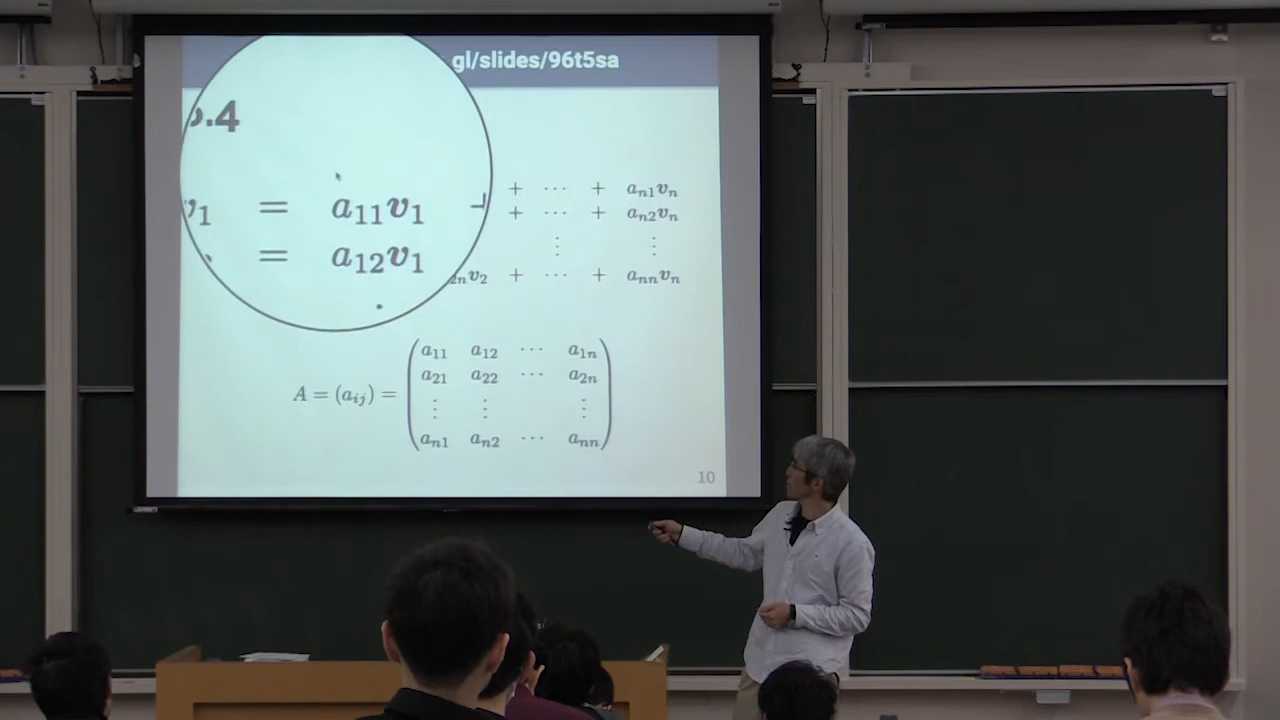 gl/slides/96t5sa
.4
v₁ = a₁₁v₁ + ⋯ + aₙ₁vₙ
= a₁₂v₁ + ⋯ + aₙ₂vₙ
⋮ ⋮
₂ₙv₂ + ⋯ + aₙₙvₙ
A = (aᵢⱼ) = ( a₁₁ a₁₂ ⋯ a₁ₙ
a₂₁ a₂₂ ⋯ a₂ₙ
⋮ ⋮ ⋮
aₙ₁ aₙ₂ ⋯ aₙₙ )
10